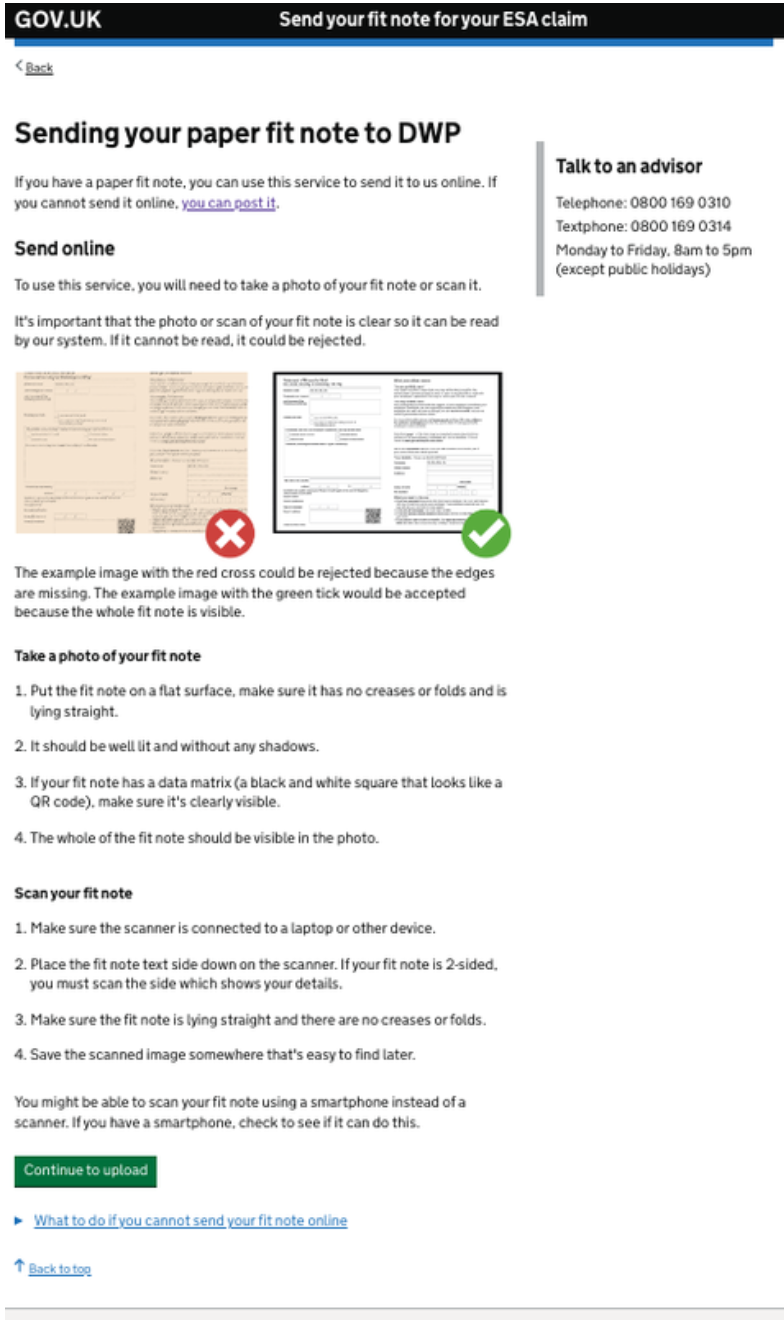 GOV.UK
Send your fit note for your ESA claim
Back
Sending your paper fit note to DWP
If you have a paper fit note, you can use this service to send it to us online. If
you cannot send it online, you can post it.
Send online
To use this service, you will need to take a photo of your fit note or scan it.
It's important that the photo or scan of your fit note is clear so it can be read
by our system. If it cannot be read, it could be rejected.
The example image with the red cross could be rejected because the edges
are missing. The example image with the green tick would be accepted
because the whole fit note is visible.
Take a photo of your fit note
1. Put the fit note on a flat surface, make sure it has no creases or folds and is
lying straight.
2. It should be well lit and without any shadows.
3. If your fit note has a data matrix (a black and white square that looks like a
QR code), make sure it's clearly visible.
4. The whole of the fit note should be visible in the photo.
Scan your fit note
1. Make sure the scanner is connected to a laptop or other device.
2. Place the fit note text side down on the scanner. If your fit note is 2-sided,
you must scan the side which shows your details.
3. Make sure the fit note is lying straight and there are no creases or folds.
4. Save the scanned image somewhere that's easy to find later.
You might be able to scan your fit note using a smartphone instead of a
scanner. If you have a smartphone, check to see if it can do this.
Continue to upload
What to do if you cannot send your fit note online
Back to top
Talk to an advisor
Telephone: 0800 169 0310
Textphone: 0800 169 0314
Monday to Friday, 8am to 5pm
(except public holidays)